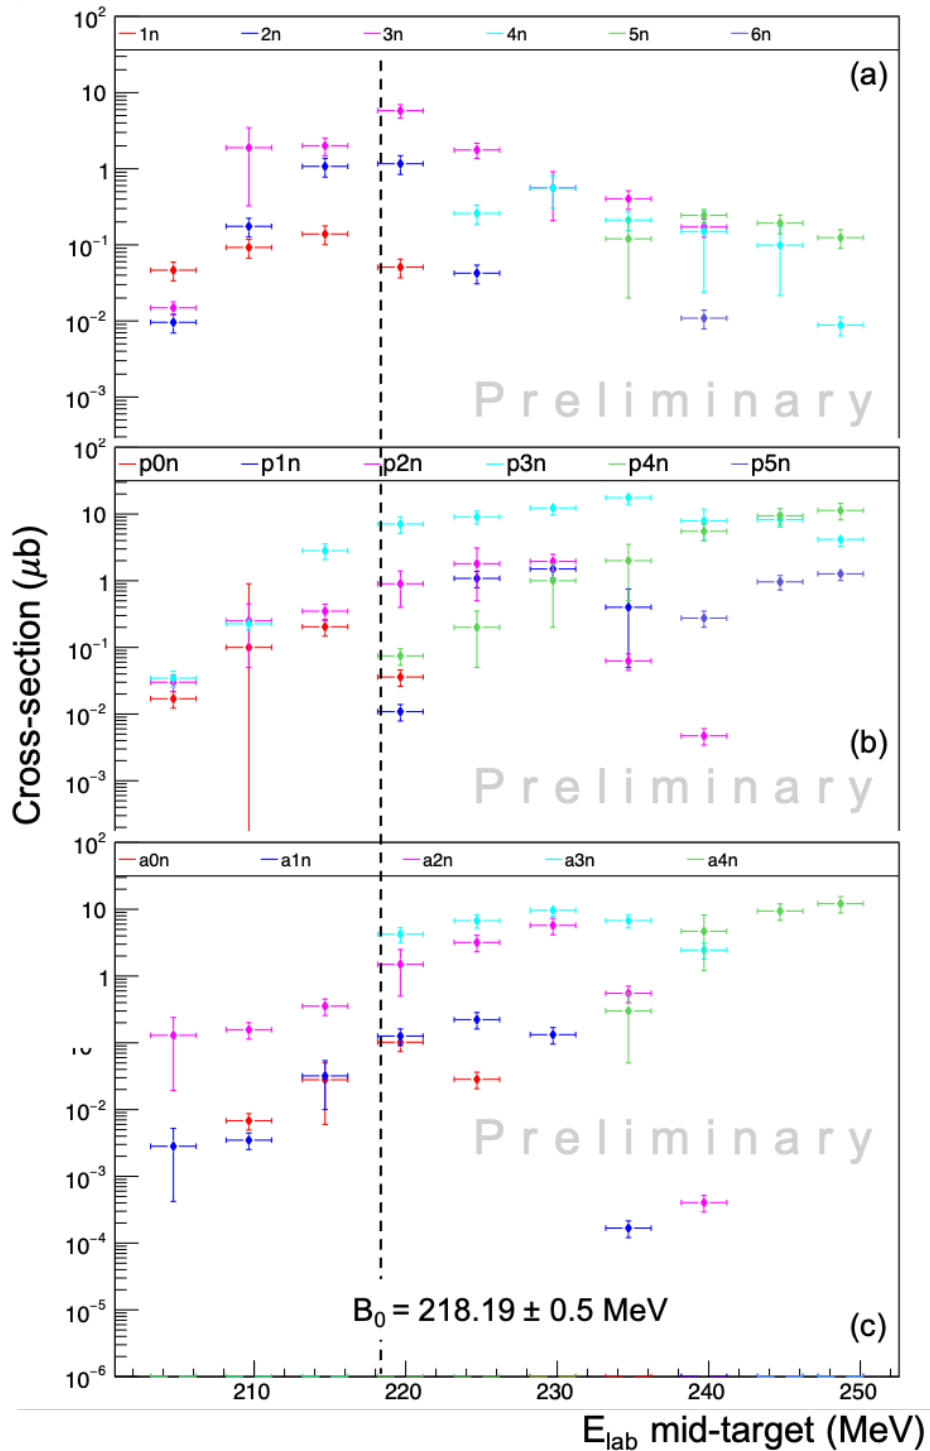 10²
1n 2n 3n 4n 5n 6n
(a)
10
1
10⁻¹
10⁻²
10⁻³
Preliminary
10²
p0n p1n p2n p3n p4n p5n
10
1
10⁻¹
10⁻²
10⁻³
(b)
Preliminary
Cross-section (μb)
10²
a0n a1n a2n a3n a4n
10
1
10⁻²
10⁻³
10⁻⁴
10⁻⁵
10⁻⁶
Preliminary
B₀ = 218.19 ± 0.5 MeV
(c)
210 220 230 240 250
E_lab mid-target (MeV)